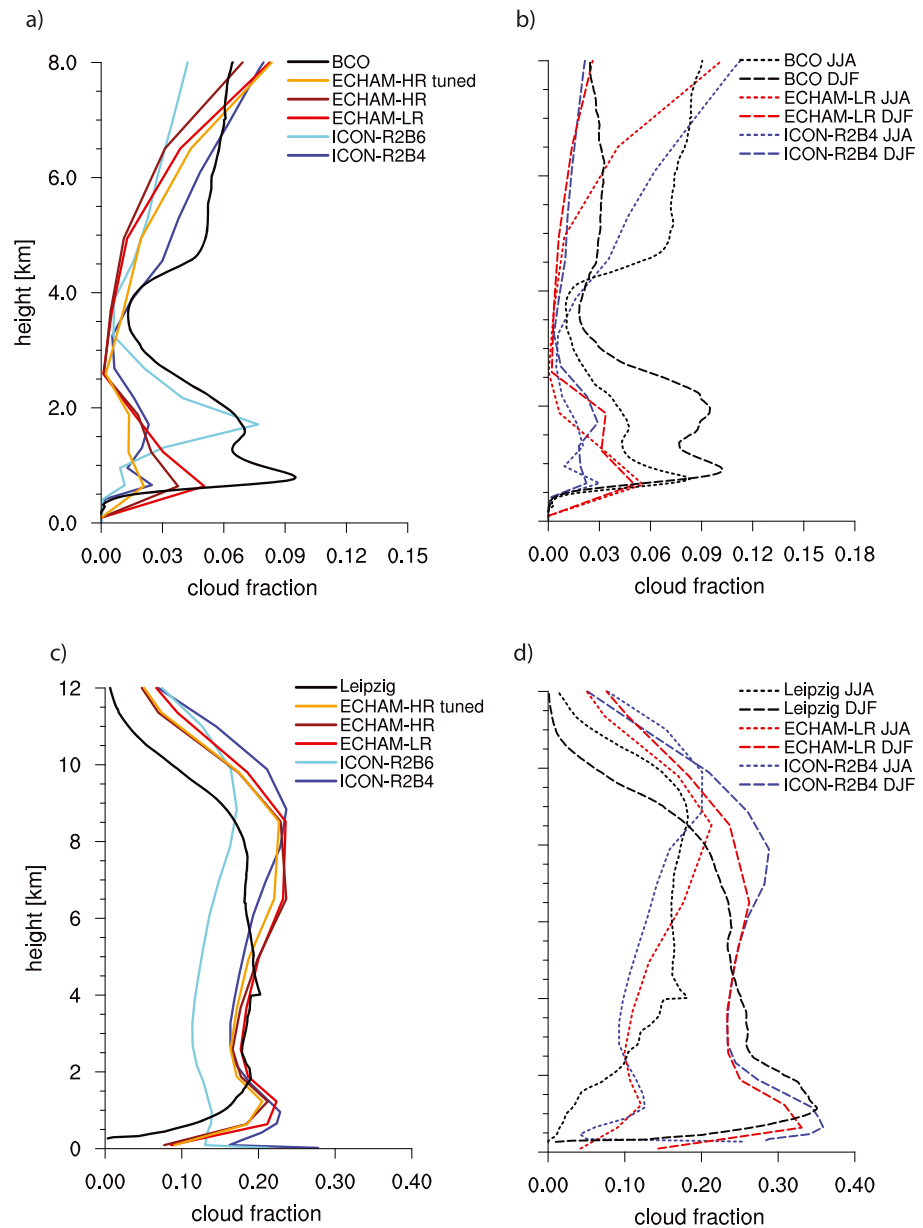 a)
8.0
6.0
4.0
2.0
0.0
height [km]
0.00 0.03 0.06 0.09 0.12 0.15
cloud fraction
BCO
ECHAM-HR tuned
ECHAM-HR
ECHAM-LR
ICON-R2B6
ICON-R2B4
b)
BCO JJA
BCO DJF
ECHAM-LR JJA
ECHAM-LR DJF
ICON-R2B4 JJA
ICON-R2B4 DJF
0.00 0.03 0.06 0.09 0.12 0.15 0.18
cloud fraction
c)
12
10
8
6
4
2
0
height [km]
Leipzig
ECHAM-HR tuned
ECHAM-HR
ECHAM-LR
ICON-R2B6
ICON-R2B4
0.00 0.10 0.20 0.30 0.40
cloud fraction
d)
Leipzig JJA
Leipzig DJF
ECHAM-LR JJA
ECHAM-LR DJF
ICON-R2B4 JJA
ICON-R2B4 DJF
0.00 0.10 0.20 0.30 0.40
cloud fraction